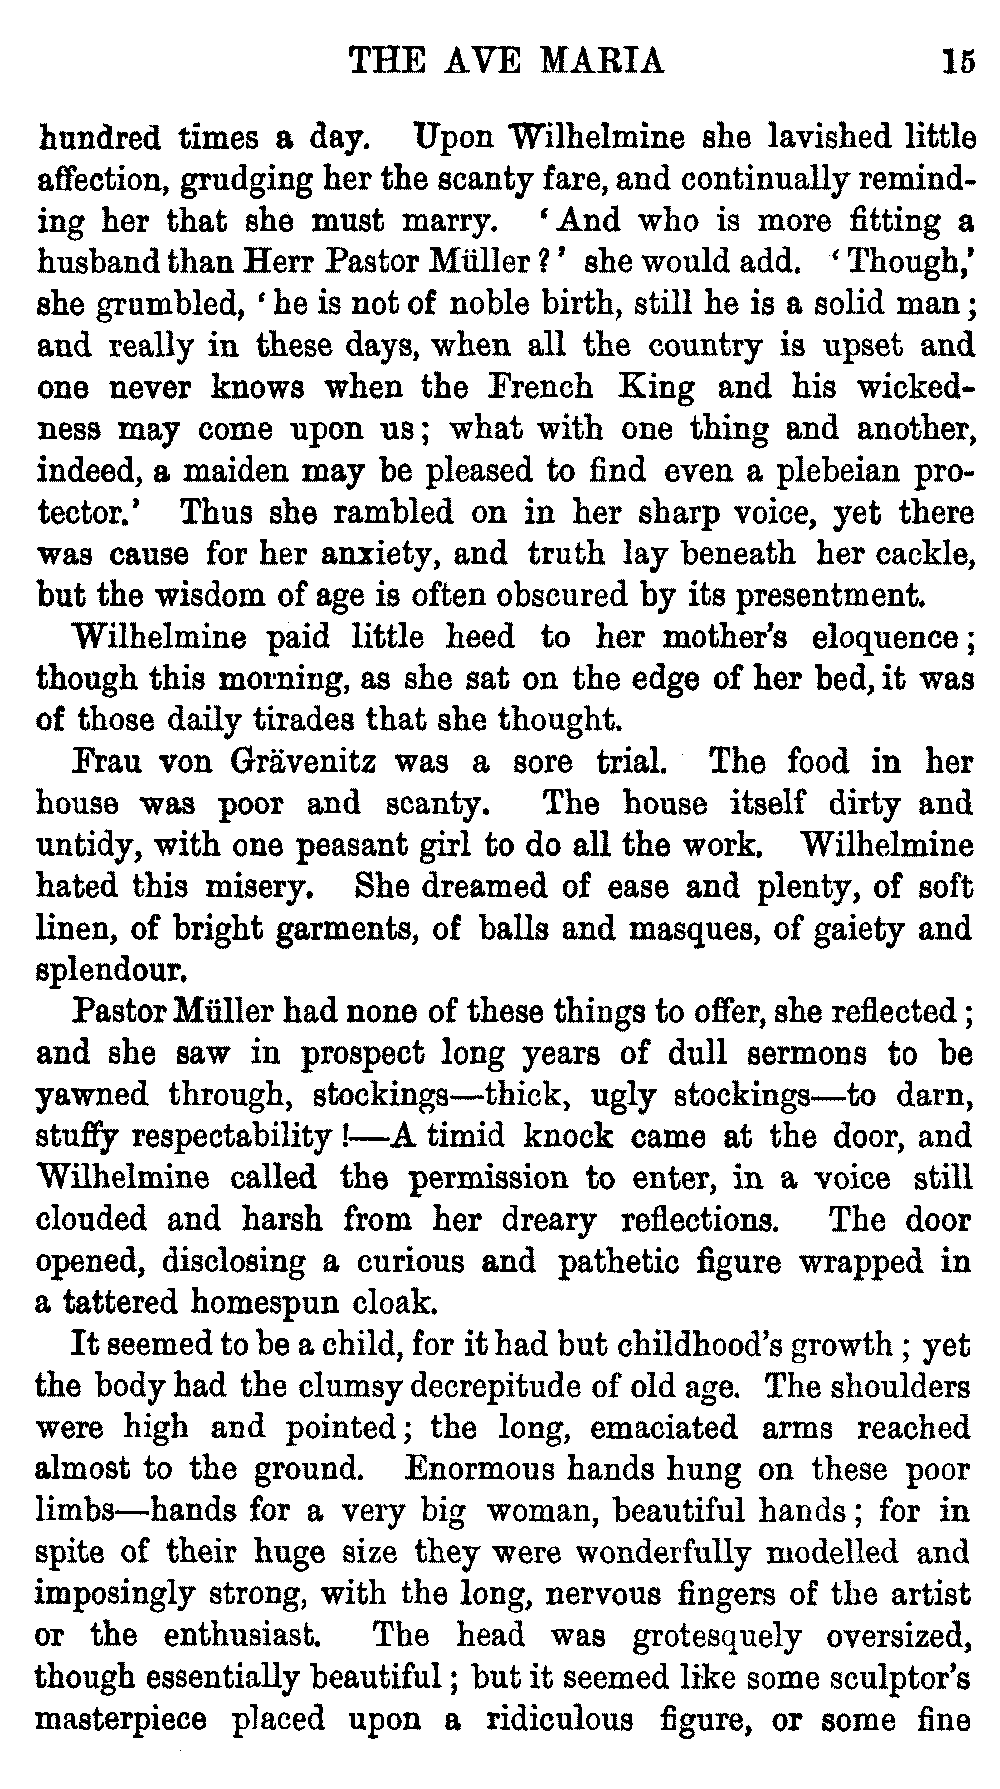 THE AVE MARIA 15
hundred times a day. Upon Wilhelmine she lavished little
affection, grudging her the scanty fare, and continually remind-
ing her that she must marry. ‘And who is more fitting a
husband than Herr Pastor Müller?’ she would add. ‘Though,’
she grumbled, ‘he is not of noble birth, still he is a solid man;
and really in these days, when all the country is upset and
one never knows when the French King and his wicked-
ness may come upon us; what with one thing and another,
indeed, a maiden may be pleased to find even a plebeian pro-
tector.’ Thus she rambled on in her sharp voice, yet there
was cause for her anxiety, and truth lay beneath her cackle,
but the wisdom of age is often obscured by its presentment.
Wilhelmine paid little heed to her mother’s eloquence;
though this morning, as she sat on the edge of her bed, it was
of those daily tirades that she thought.
Frau von Grävenitz was a sore trial. The food in her
house was poor and scanty. The house itself dirty and
untidy, with one peasant girl to do all the work. Wilhelmine
hated this misery. She dreamed of ease and plenty, of soft
linen, of bright garments, of balls and masques, of gaiety and
splendour.
Pastor Müller had none of these things to offer, she reflected;
and she saw in prospect long years of dull sermons to be
yawned through, stockings—thick, ugly stockings—to darn,
stuffy respectability!—A timid knock came at the door, and
Wilhelmine called the permission to enter, in a voice still
clouded and harsh from her dreary reflections. The door
opened, disclosing a curious and pathetic figure wrapped in
a tattered homespun cloak.
It seemed to be a child, for it had but childhood’s growth; yet
the body had the clumsy decrepitude of old age. The shoulders
were high and pointed; the long, emaciated arms reached
almost to the ground. Enormous hands hung on these poor
limbs—hands for a very big woman, beautiful hands; for in
spite of their huge size they were wonderfully modelled and
imposingly strong, with the long, nervous fingers of the artist
or the enthusiast. The head was grotesquely oversized,
though essentially beautiful; but it seemed like some sculptor’s
masterpiece placed upon a ridiculous figure, or some fine